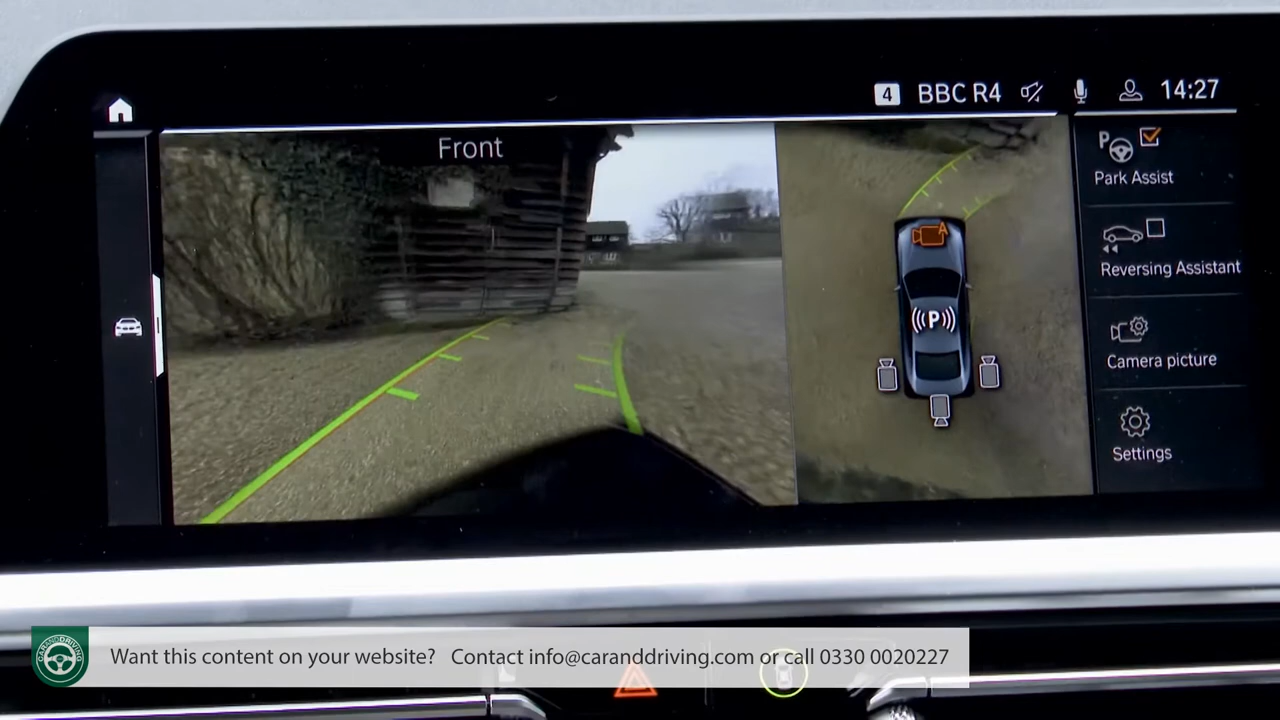 4 BBC R4 14:27
Front
P
Park Assist
Reversing Assistant
Camera picture
Settings
A
((P))
CARANDDRIVING
Want this content on your website? Contact info@caranddriving.com or call 0330 0020227